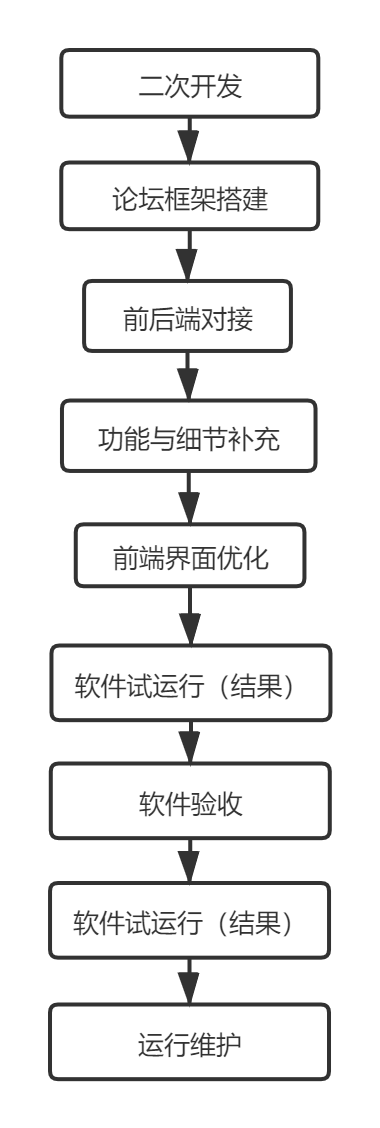 二次开发
论坛框架搭建
前后端对接
功能与细节补充
前端界面优化
软件试运行（结果）
软件验收
软件试运行（结果）
运行维护